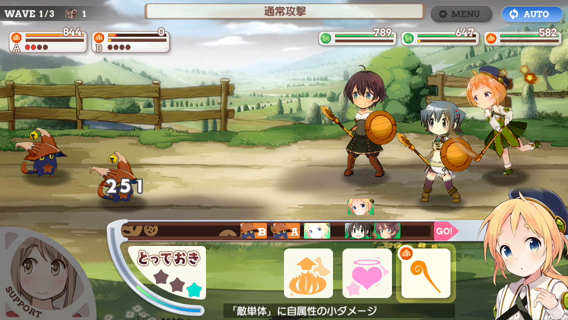 WAVE 1/3 1
通常攻撃
MENU
AUTO
844
0
A
B
789
647
582
251
B A GO!
とっておき
SUPPORT
「敵単体」に自属性の小ダメージ